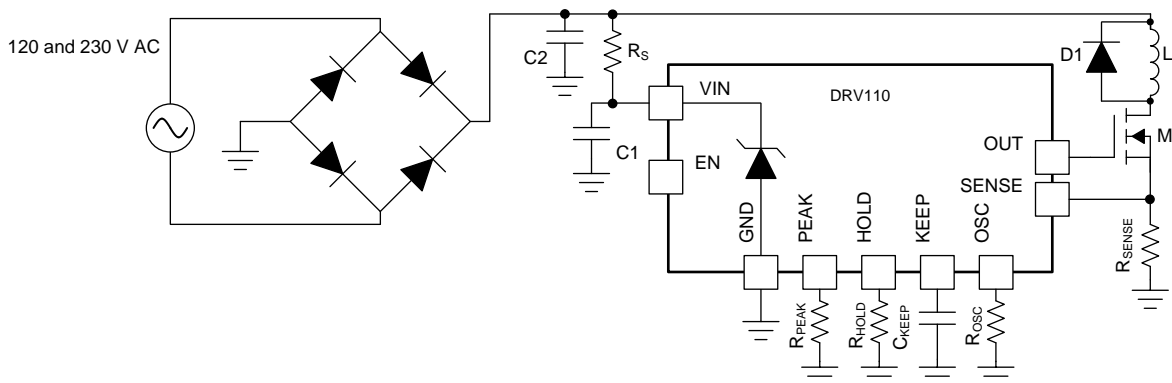 120 and 230 V AC
C2
RS
D1
L
VIN
DRV110
M
C1
OUT
EN
SENSE
GND
PEAK
HOLD
KEEP
OSC
RSENSE
RPEAK
RHOLD
CKEEP
ROSC